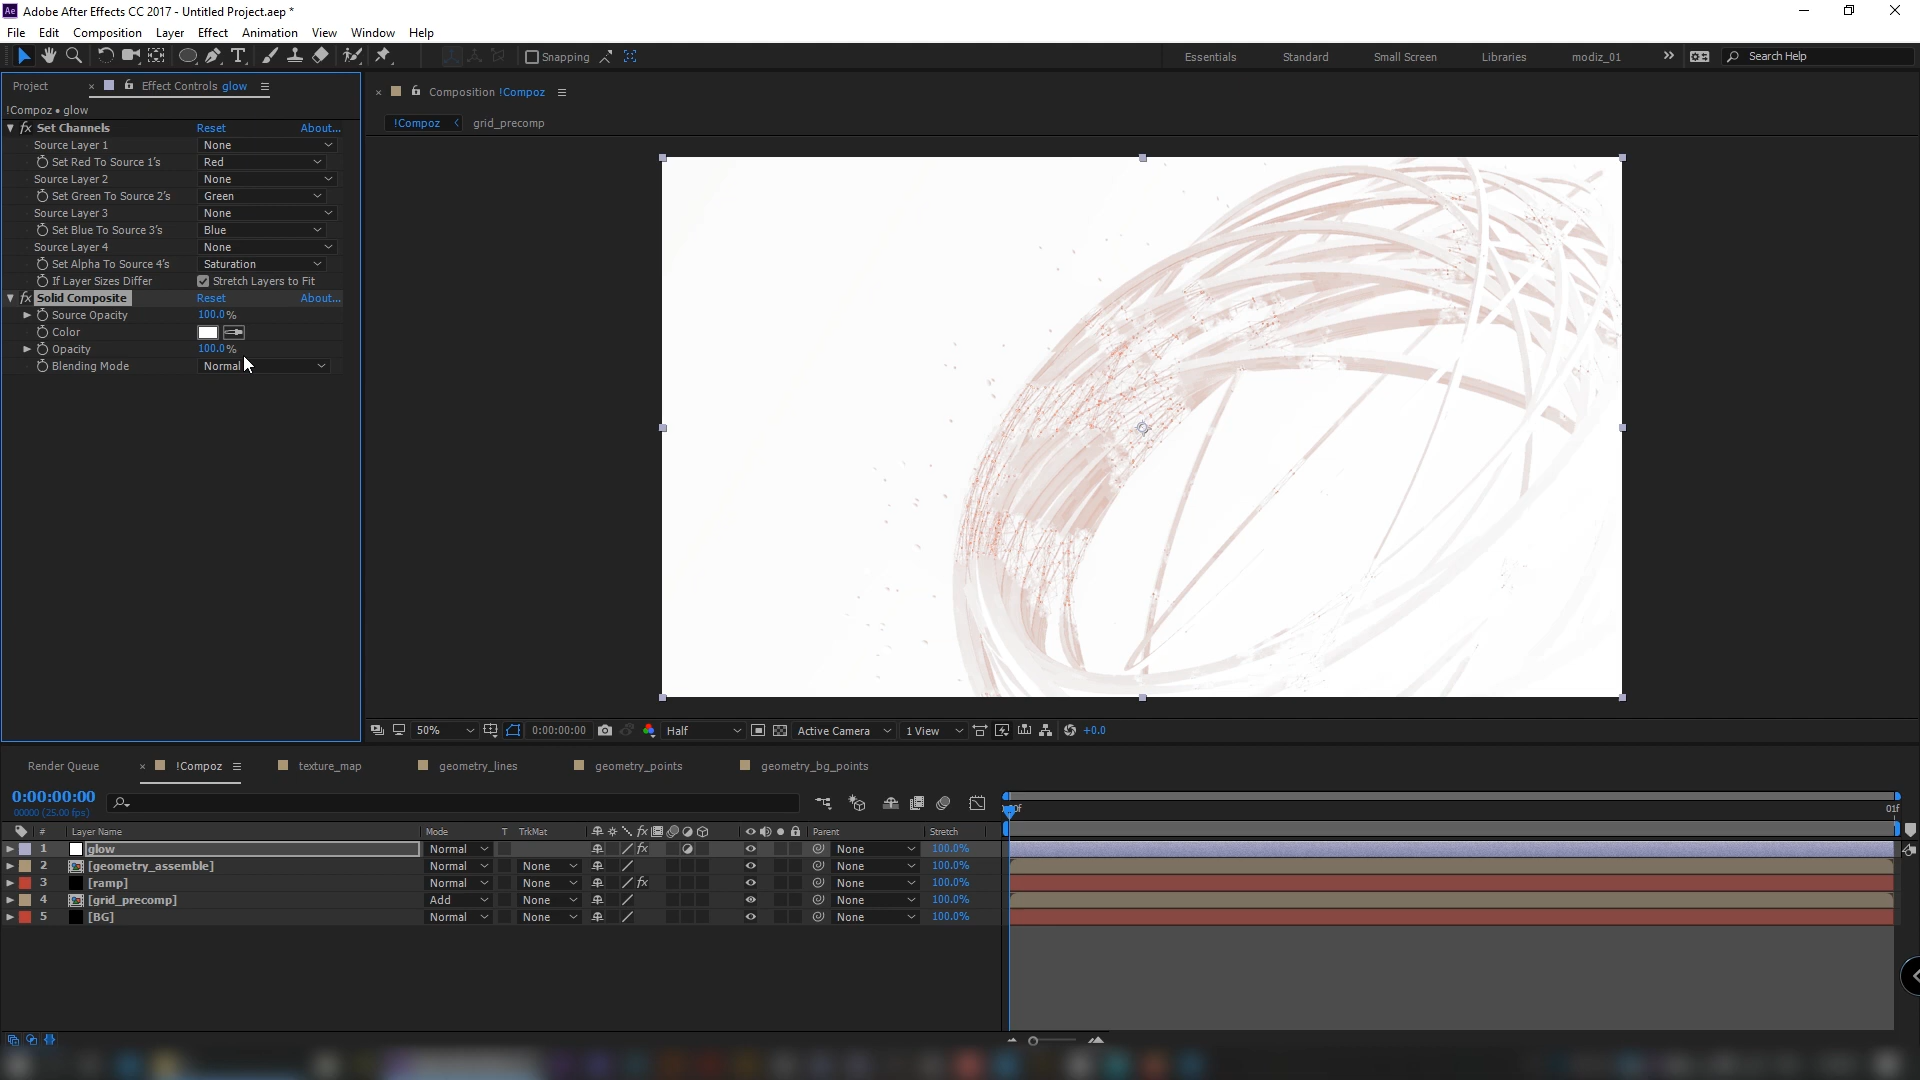 Ae Adobe After Effects CC 2017 - Untitled Project.aep *
File Edit Composition Layer Effect Animation View Window Help
Snapping Essentials Standard Small Screen Libraries modiz_01 Search Help
Project Effect Controls glow
Composition !Compoz
!Compoz • glow
!Compoz grid_precomp
fx Set Channels Reset About...
Source Layer 1 None
Set Red To Source 1's Red
Source Layer 2 None
Set Green To Source 2's Green
Source Layer 3 None
Set Blue To Source 3's Blue
Source Layer 4 None
Set Alpha To Source 4's Saturation
If Layer Sizes Differ Stretch Layers to Fit
fx Solid Composite Reset About...
Source Opacity 100.0%
Color
Opacity 100.0%
Blending Mode Normal
50% 0:00:00:00 Half Active Camera 1 View +0.0
Render Queue !Compoz texture_map geometry_lines geometry_points geometry_bg_points
0:00:00:00
00000 (25.00 fps)
01f
# Layer Name Mode T TrkMat fx Parent Stretch
1 glow Normal fx None 100.0%
2 [geometry_assemble] Normal None None 100.0%
3 [ramp] Normal None fx None 100.0%
4 [grid_precomp] Add None None 100.0%
5 [BG] Normal None None 100.0%